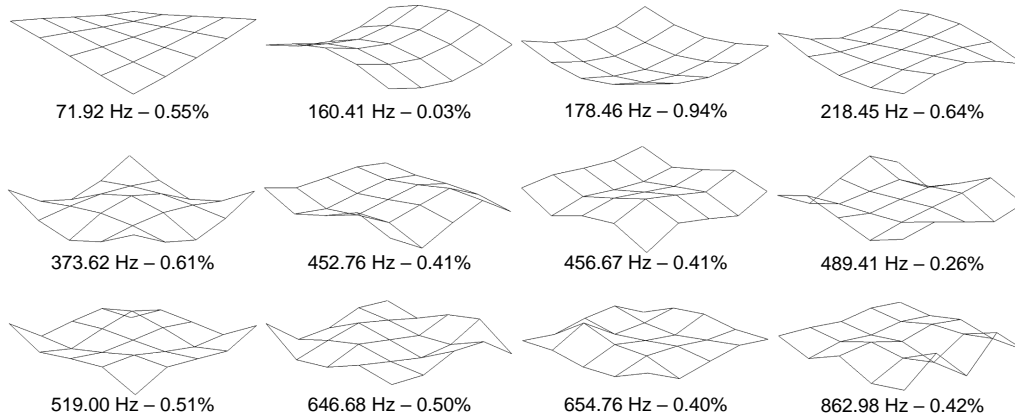 71.92 Hz – 0.55% 160.41 Hz – 0.03% 178.46 Hz – 0.94% 218.45 Hz – 0.64%
373.62 Hz – 0.61% 452.76 Hz – 0.41% 456.67 Hz – 0.41% 489.41 Hz – 0.26%
519.00 Hz – 0.51% 646.68 Hz – 0.50% 654.76 Hz – 0.40% 862.98 Hz – 0.42%